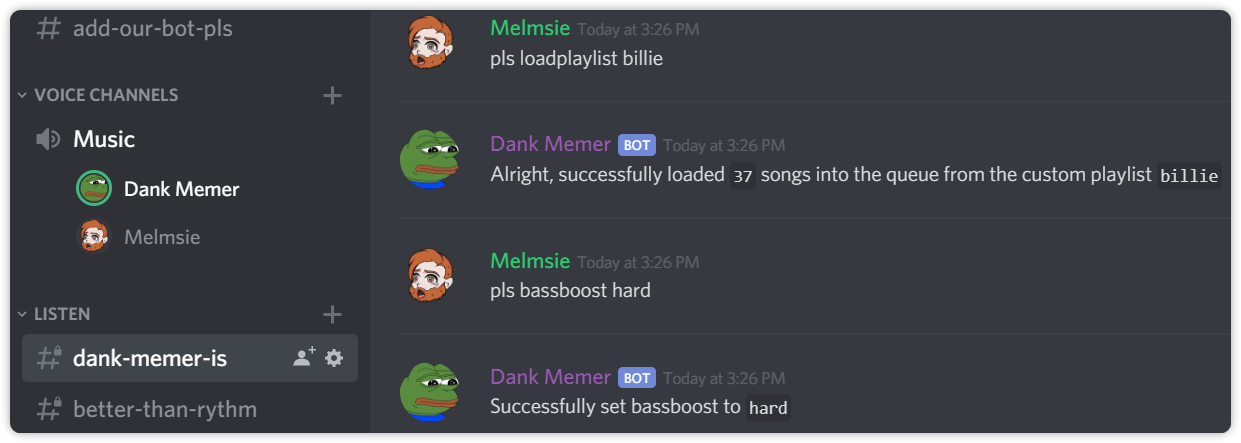 add-our-bot-pls
VOICE CHANNELS
Music
Dank Memer
Melmsie
LISTEN
dank-memer-is
better-than-rythm
Melmsie Today at 3:26 PM
pls loadplaylist billie
Dank Memer BOT Today at 3:26 PM
Alright, successfully loaded 37 songs into the queue from the custom playlist billie
Melmsie Today at 3:26 PM
pls bassboost hard
Dank Memer BOT Today at 3:26 PM
Successfully set bassboost to hard